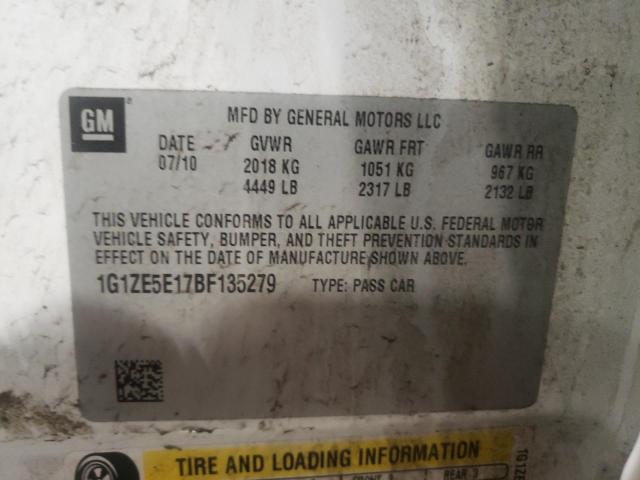 GM
MFD BY GENERAL MOTORS LLC
DATE GVWR GAWR FRT GAWR RR
07/10 2018 KG 1051 KG 967 KG
4449 LB 2317 LB 2132 LB
THIS VEHICLE CONFORMS TO ALL APPLICABLE U.S. FEDERAL MOTOR
VEHICLE SAFETY, BUMPER, AND THEFT PREVENTION STANDARDS IN
EFFECT ON THE DATE OF MANUFACTURE SHOWN ABOVE.
1G1ZE5E17BF135279 TYPE: PASS CAR
TIRE AND LOADING INFORMATION
REAR 3